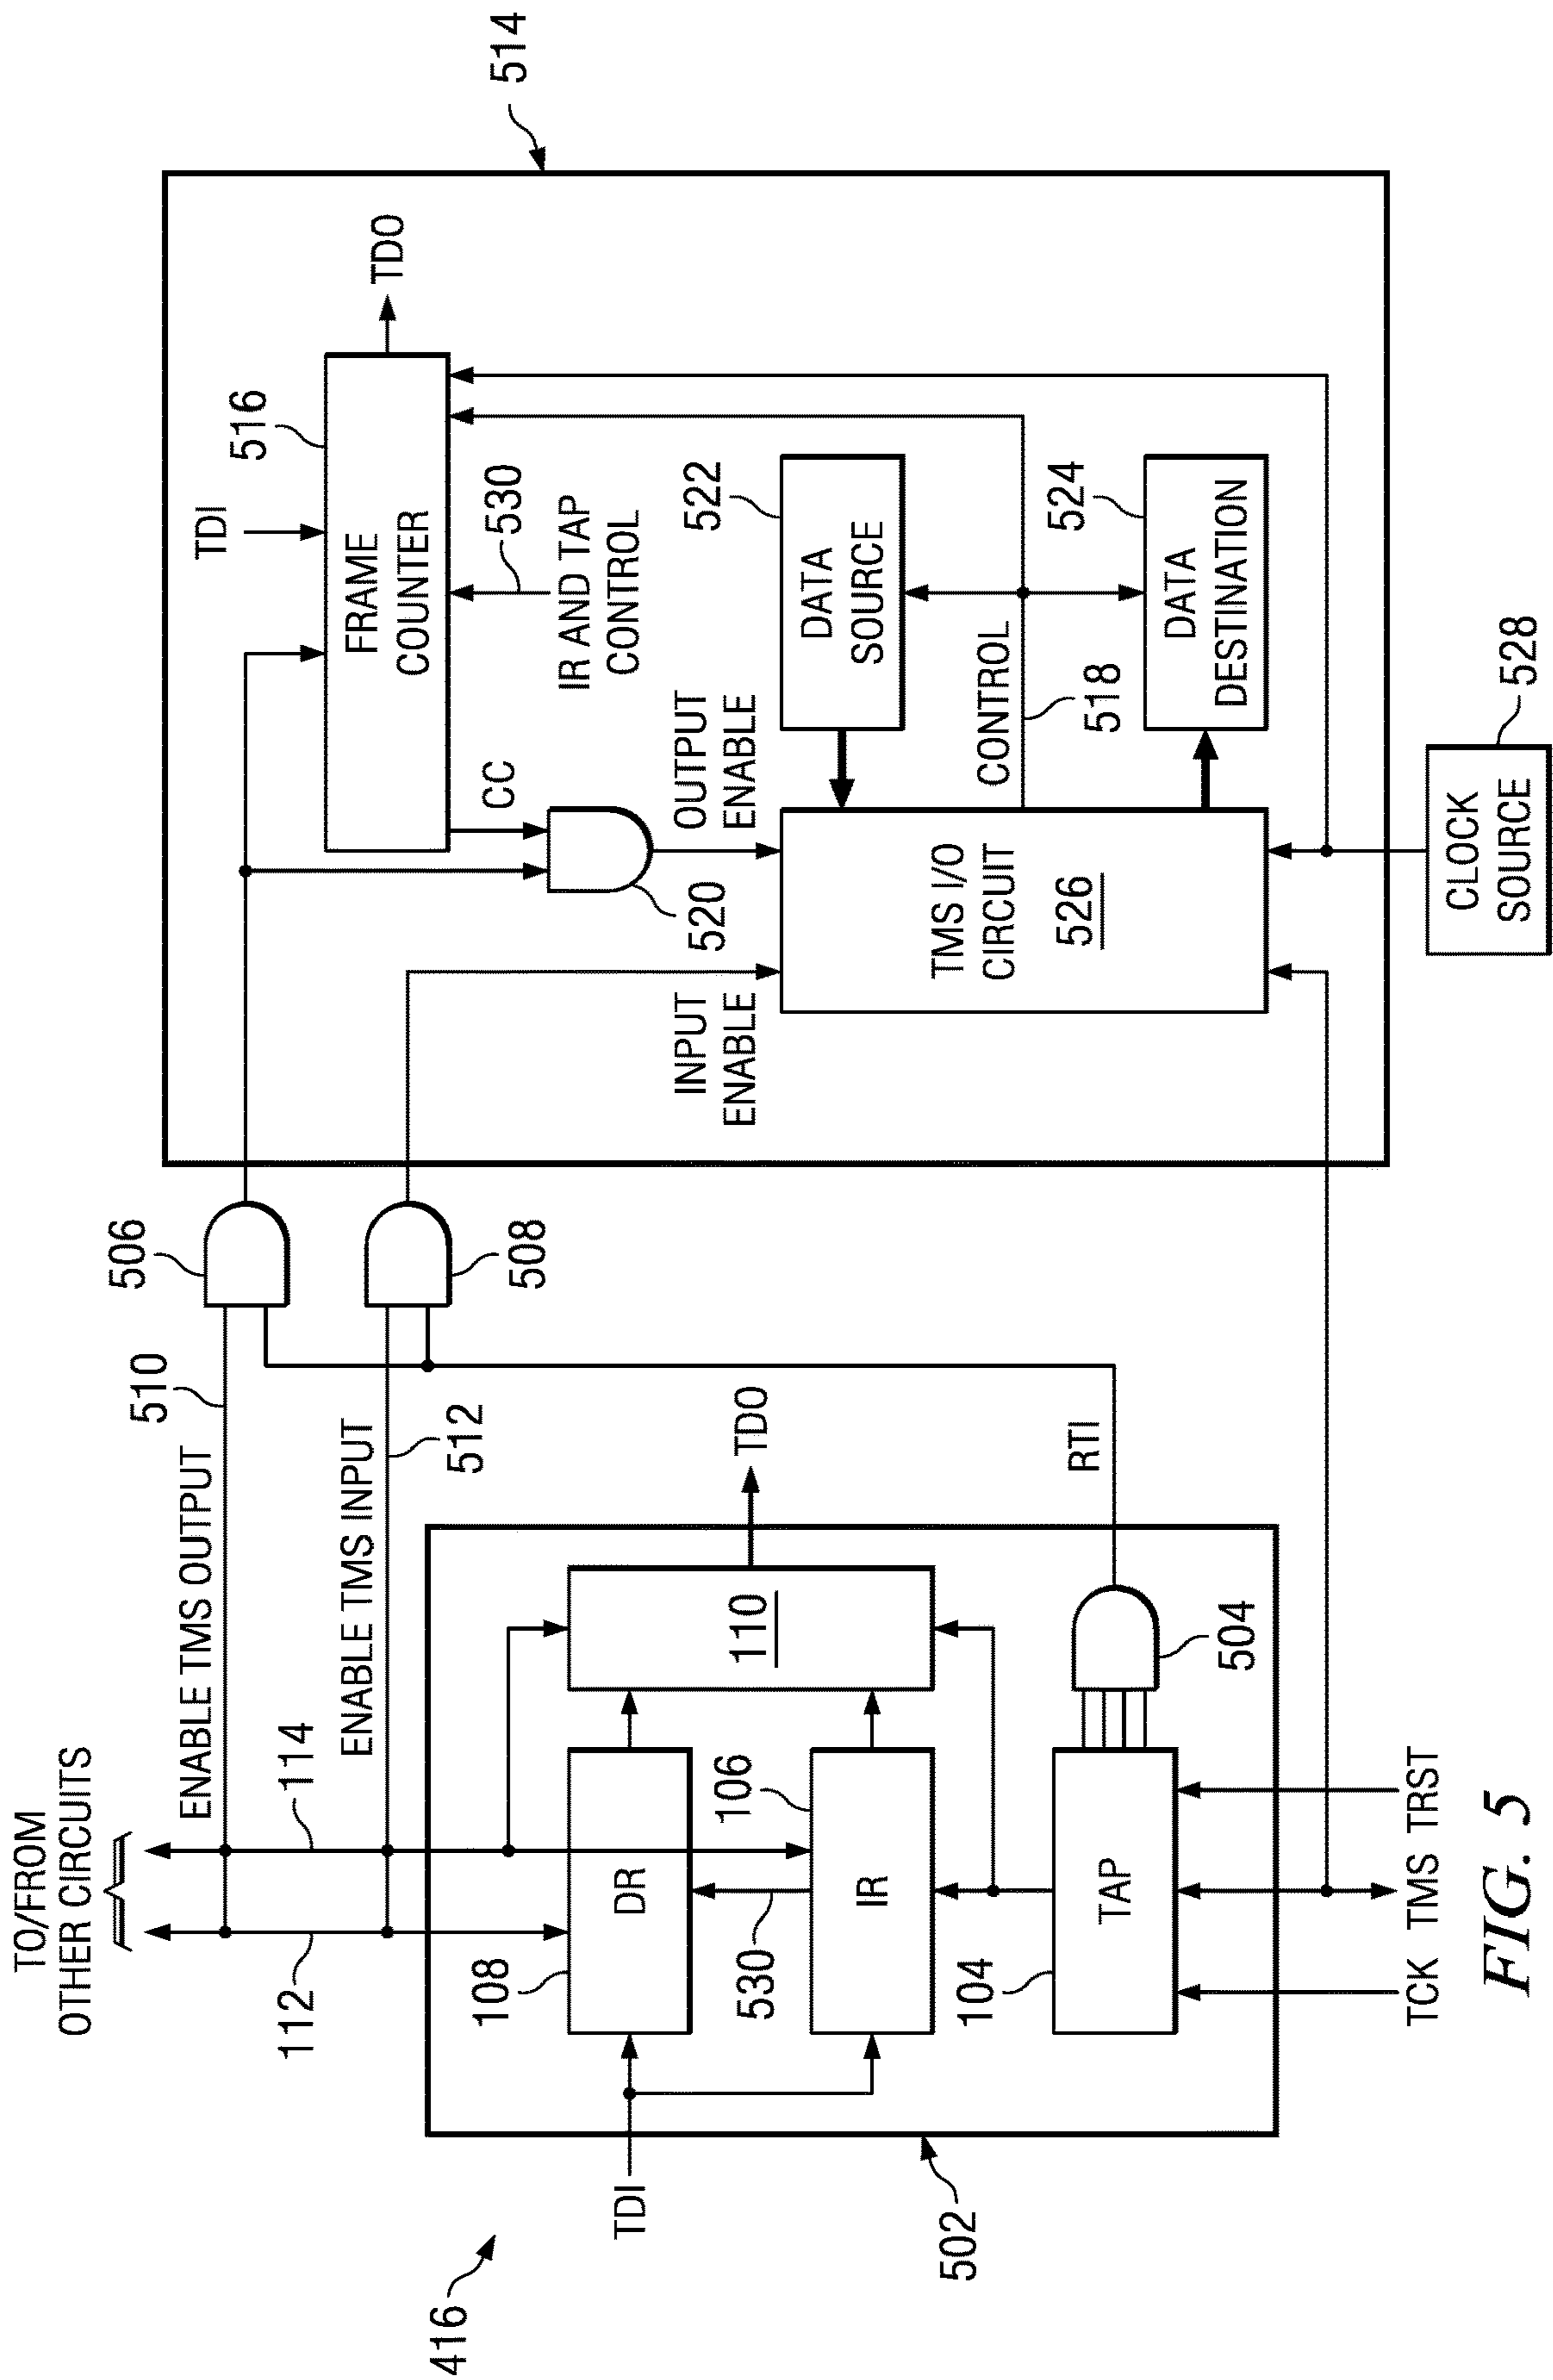 416
TO/FROM
OTHER CIRCUITS
112
114
ENABLE TMS OUTPUT
510
506
ENABLE TMS INPUT
512
508
514
TDI
516
TDO
FRAME
COUNTER
530
IR AND TAP
CONTROL
CC
520
OUTPUT
ENABLE
INPUT
ENABLE
522
DATA
SOURCE
TMS I/O
CIRCUIT
526
CONTROL
518
524
DATA
DESTINATION
CLOCK
SOURCE
528
502
TDI
108
DR
530
106
IR
110
TDO
104
TAP
504
RTI
TCK
TMS
TRST
FIG. 5